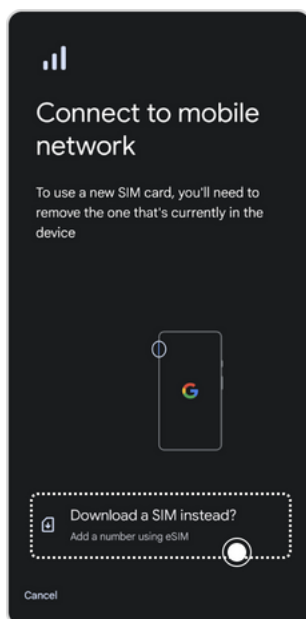 Connect to mobile
network
To use a new SIM card, you'll need to
remove the one that's currently in the
device
G
Download a SIM instead?
Add a number using eSIM
Cancel